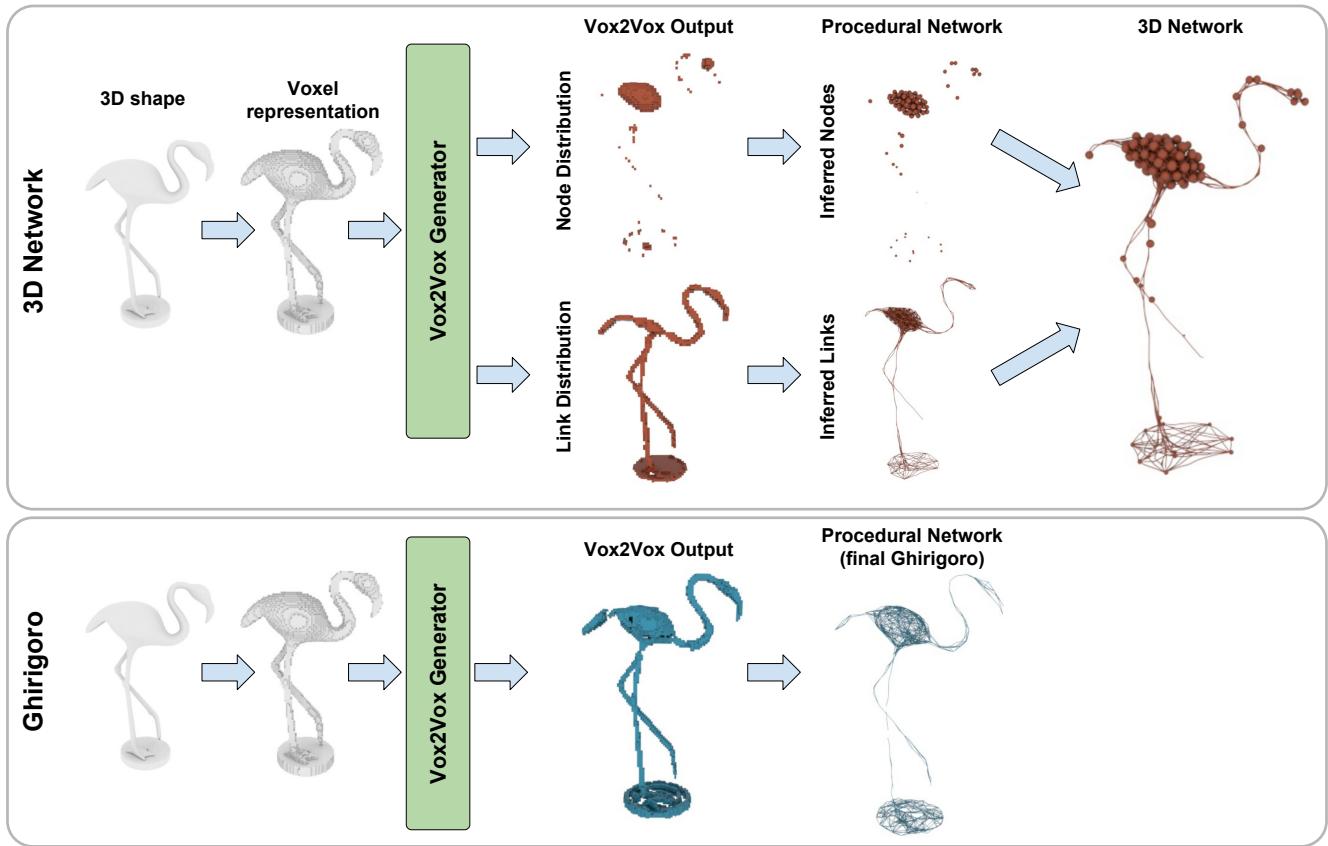 3D Network
3D shape
Voxel
representation
Vox2Vox Generator
Vox2Vox Output
Node Distribution
Link Distribution
Procedural Network
Inferred Nodes
Inferred Links
3D Network
Ghirigoro
Vox2Vox Generator
Vox2Vox Output
Procedural Network
(final Ghirigoro)